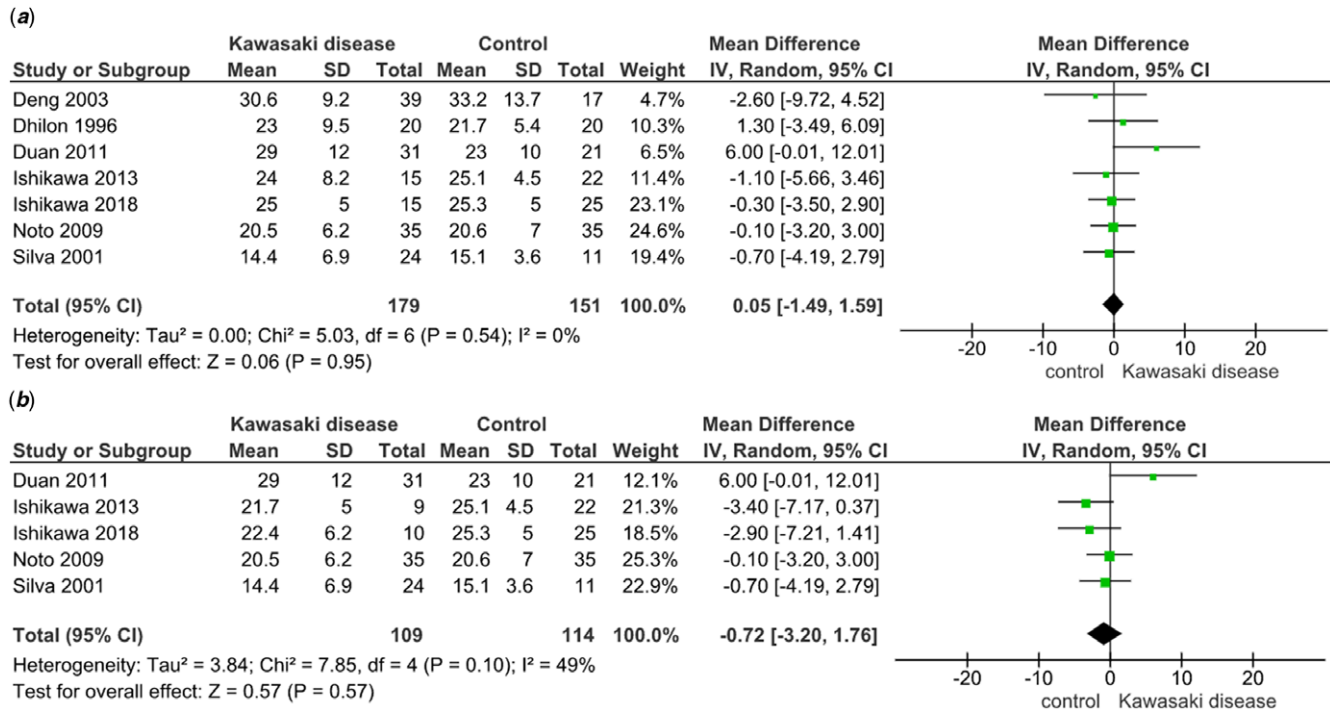 (a)
Kawasaki disease Control Mean Difference Mean Difference
Study or Subgroup Mean SD Total Mean SD Total Weight IV, Random, 95% CI IV, Random, 95% CI
Deng 2003 30.6 9.2 39 33.2 13.7 17 4.7% -2.60 [-9.72, 4.52]
Dhilon 1996 23 9.5 20 21.7 5.4 20 10.3% 1.30 [-3.49, 6.09]
Duan 2011 29 12 31 23 10 21 6.5% 6.00 [-0.01, 12.01]
Ishikawa 2013 24 8.2 15 25.1 4.5 22 11.4% -1.10 [-5.66, 3.46]
Ishikawa 2018 25 5 15 25.3 5 25 23.1% -0.30 [-3.50, 2.90]
Noto 2009 20.5 6.2 35 20.6 7 35 24.6% -0.10 [-3.20, 3.00]
Silva 2001 14.4 6.9 24 15.1 3.6 11 19.4% -0.70 [-4.19, 2.79]
Total (95% CI) 179 151 100.0% 0.05 [-1.49, 1.59]
Heterogeneity: Tau² = 0.00; Chi² = 5.03, df = 6 (P = 0.54); I² = 0%
Test for overall effect: Z = 0.06 (P = 0.95)
-20 -10 0 10 20
control Kawasaki disease
(b)
Kawasaki disease Control Mean Difference Mean Difference
Study or Subgroup Mean SD Total Mean SD Total Weight IV, Random, 95% CI IV, Random, 95% CI
Duan 2011 29 12 31 23 10 21 12.1% 6.00 [-0.01, 12.01]
Ishikawa 2013 21.7 5 9 25.1 4.5 22 21.3% -3.40 [-7.17, 0.37]
Ishikawa 2018 22.4 6.2 10 25.3 5 25 18.5% -2.90 [-7.21, 1.41]
Noto 2009 20.5 6.2 35 20.6 7 35 25.3% -0.10 [-3.20, 3.00]
Silva 2001 14.4 6.9 24 15.1 3.6 11 22.9% -0.70 [-4.19, 2.79]
Total (95% CI) 109 114 100.0% -0.72 [-3.20, 1.76]
Heterogeneity: Tau² = 3.84; Chi² = 7.85, df = 4 (P = 0.10); I² = 49%
Test for overall effect: Z = 0.57 (P = 0.57)
-20 -10 0 10 20
control Kawasaki disease